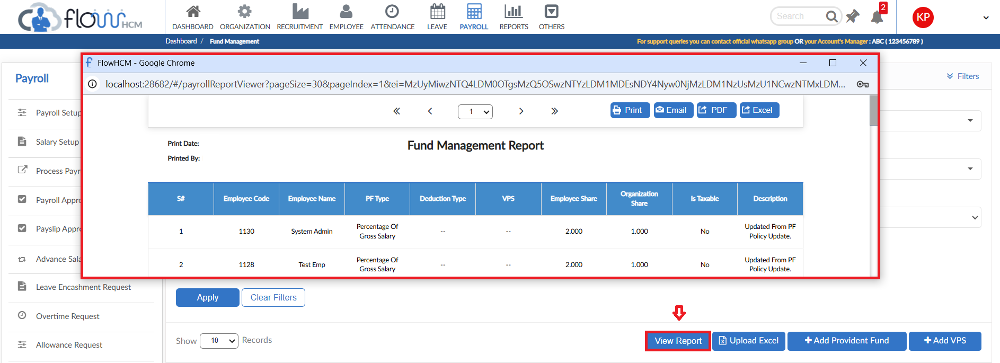 flowHCM
DASHBOARD ORGANIZATION RECRUITMENT EMPLOYEE ATTENDANCE LEAVE PAYROLL REPORTS OTHERS
Search
2
KP
Dashboard / Fund Management
For support queries you can contact official whatsapp group OR your Account's Manager : ABC ( 123456789 )
FlowHCM - Google Chrome
localhost:28682/#/payrollReportViewer?pageSize=30&pageIndex=1&ei=MzUyMiwzNTQ4LDM0OTgsMzQ5OSwzNTYzLDM1MDEsNDY4Nyw0NjMzLDM1NzUsMzU1NCwzNTMxLDM...
Payroll
Filters
Payroll Setup
Salary Setup
Process Payr
Payroll Appro
Payslip Appro
Advance Sala
Leave Encashment Request
Overtime Request
Allowance Request
1
Print Email PDF Excel
Print Date:
Printed By:
Fund Management Report
S# Employee Code Employee Name PF Type Deduction Type VPS Employee Share Organization Share Is Taxable Description
1 1130 System Admin Percentage Of Gross Salary -- -- 2.000 1.000 No Updated From PF Policy Update.
2 1128 Test Emp Percentage Of Gross Salary -- -- 2.000 1.000 No Updated From PF Policy Update.
Apply Clear Filters
Show 10 Records
View Report Upload Excel +Add Provident Fund +Add VPS